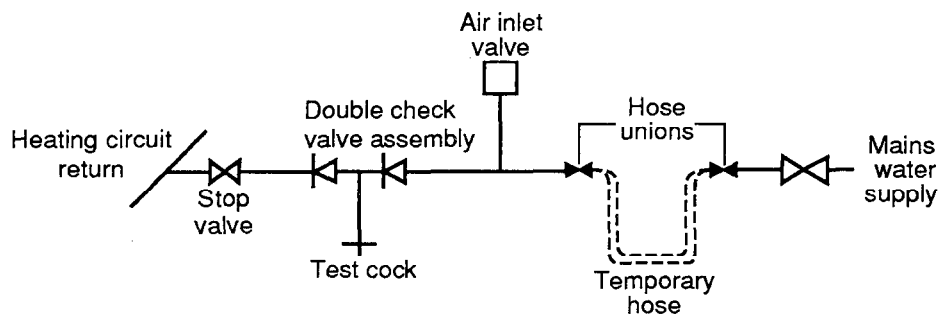 Air inlet
valve
Double check
valve assembly
Hose
unions
Heating circuit
return
Mains
water
supply
Stop
valve
Test cock
Temporary
hose